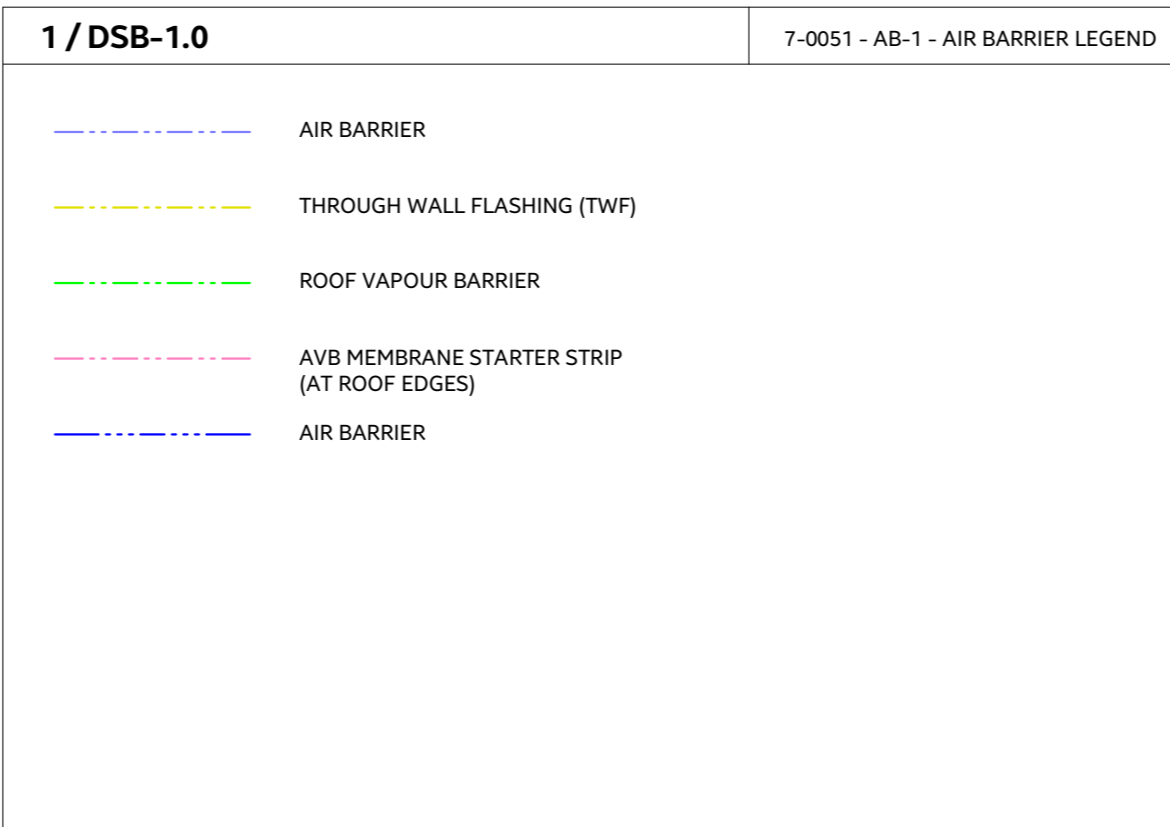 1 / DSB-1.0
7-0051 - AB-1 - AIR BARRIER LEGEND
AIR BARRIER
THROUGH WALL FLASHING (TWF)
ROOF VAPOUR BARRIER
AVB MEMBRANE STARTER STRIP
(AT ROOF EDGES)
AIR BARRIER